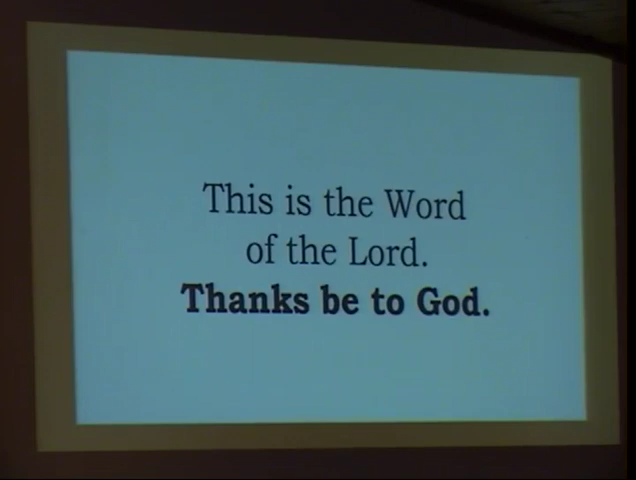 This is the Word
of the Lord.
Thanks be to God.